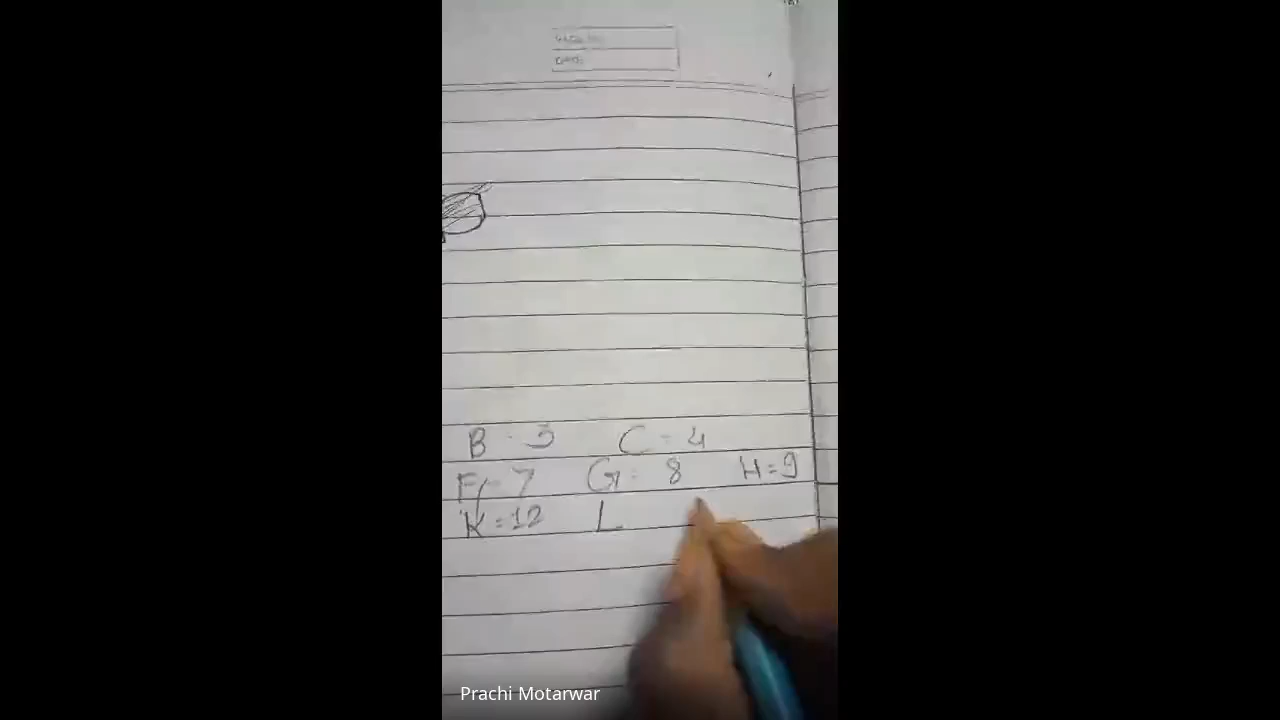 B = 3 C = 4
F = 7 G = 8 H = 9
K = 12 L
Prachi Motarwar